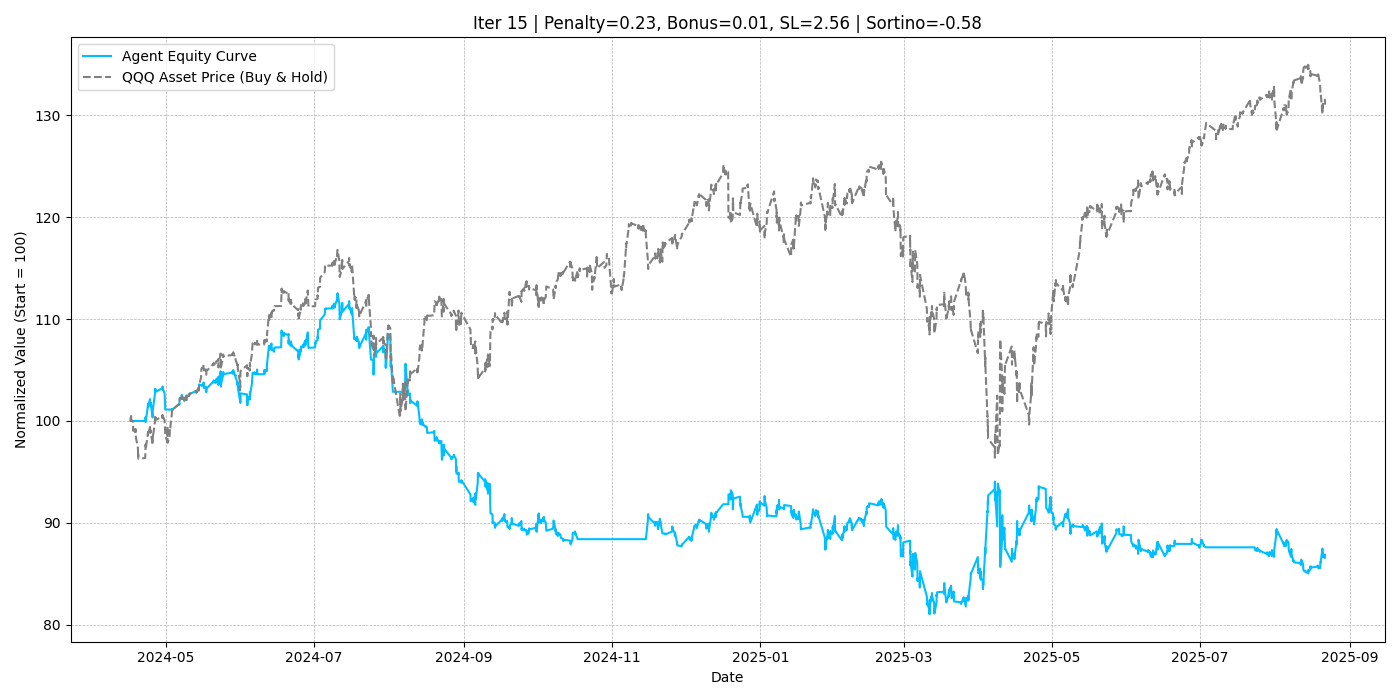 Iter 15 | Penalty=0.23, Bonus=0.01, SL=2.56 | Sortino=-0.58
Agent Equity Curve
QQQ Asset Price (Buy & Hold)
Normalized Value (Start = 100)
130
120
110
100
90
80
2024-05 2024-07 2024-09 2024-11 2025-01 2025-03 2025-05 2025-07 2025-09
Date